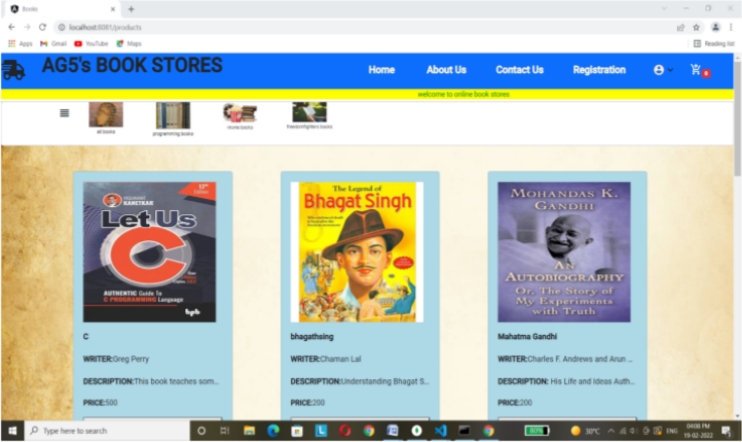 Books
localhost:8081/products
Apps Gmail YouTube Maps Reading list
AG5's BOOK STORES
Home About Us Contact Us Registration
0
welcome to online book stores
All books programming books movie books freedomfighters books
KANETKAR
Let Us
C
AUTHENTIC Guide To
C PROGRAMMING Language
bpb
The Legend of
Bhagat Singh
MOHANDAS K.
GANDHI
AN
AUTOBIOGRAPHY
Or, The Story of
My Experiments
with Truth
C
bhagathsing
Mahatma Gandhi
WRITER:Greg Perry
WRITER:Chaman Lal
WRITER:Charles F. Andrews and Arun ...
DESCRIPTION:This book teaches som...
DESCRIPTION:Understanding Bhagat S...
DESCRIPTION: His Life and Ideas Auth...
PRICE:500
PRICE:200
PRICE:200
Type here to search
80%
30°C
ENG
04:08 PM
19-02-2022